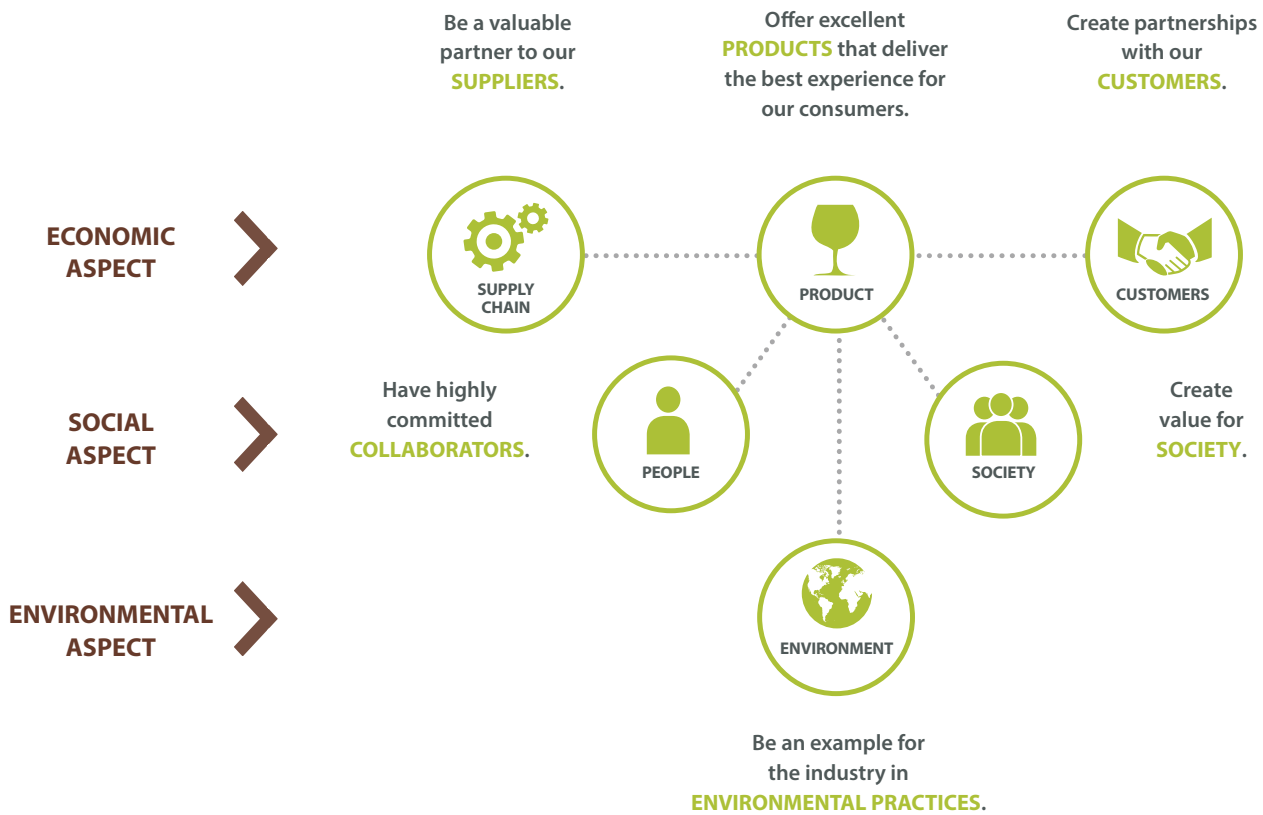 Be a valuable
partner to our
SUPPLIERS.
Offer excellent
PRODUCTS that deliver
the best experience for
our consumers.
Create partnerships
with our
CUSTOMERS.
ECONOMIC
ASPECT
SUPPLY
CHAIN
PRODUCT
CUSTOMERS
SOCIAL
ASPECT
Have highly
committed
COLLABORATORS.
PEOPLE
SOCIETY
Create
value for
SOCIETY.
ENVIRONMENTAL
ASPECT
ENVIRONMENT
Be an example for
the industry in
ENVIRONMENTAL PRACTICES.